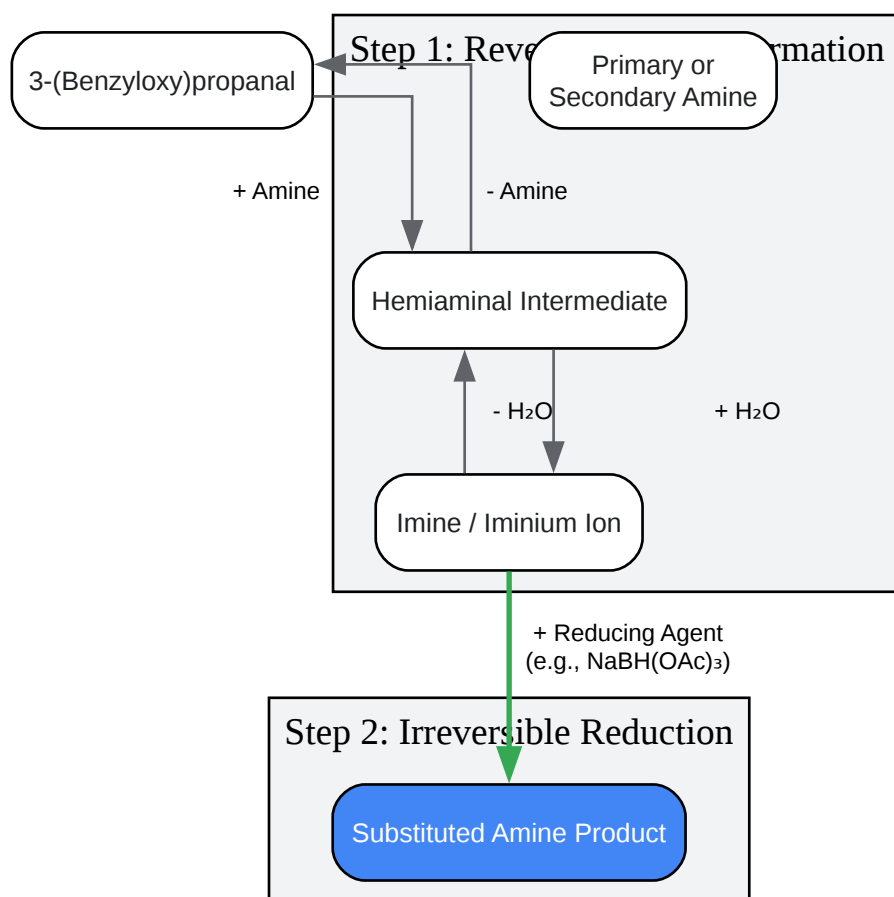 Step 1: Reve rmation
3-(Benzyloxy)propanal
Primary or
Secondary Amine
+ Amine
- Amine
Hemiaminal Intermediate
- H₂O
+ H₂O
Imine / Iminium Ion
+ Reducing Agent
(e.g., NaBH(OAc)₃)
Step 2: Irreversible Reduction
Substituted Amine Product